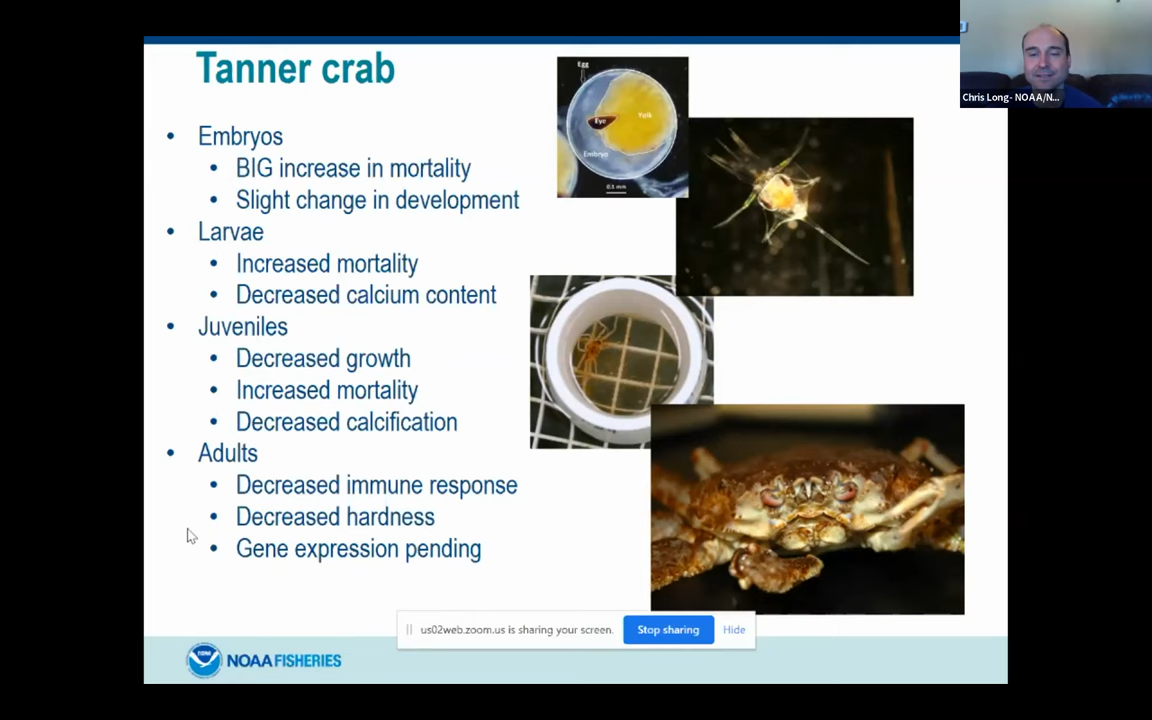 Tanner crab
Chris Long- NOAA/N...
• Embryos
• BIG increase in mortality
• Slight change in development
• Larvae
• Increased mortality
• Decreased calcium content
• Juveniles
• Decreased growth
• Increased mortality
• Decreased calcification
• Adults
• Decreased immune response
• Decreased hardness
• Gene expression pending
Egg
Eye
Yolk
Embryo
0.1 mm
us02web.zoom.us is sharing your screen.
Stop sharing
Hide
NOAA FISHERIES